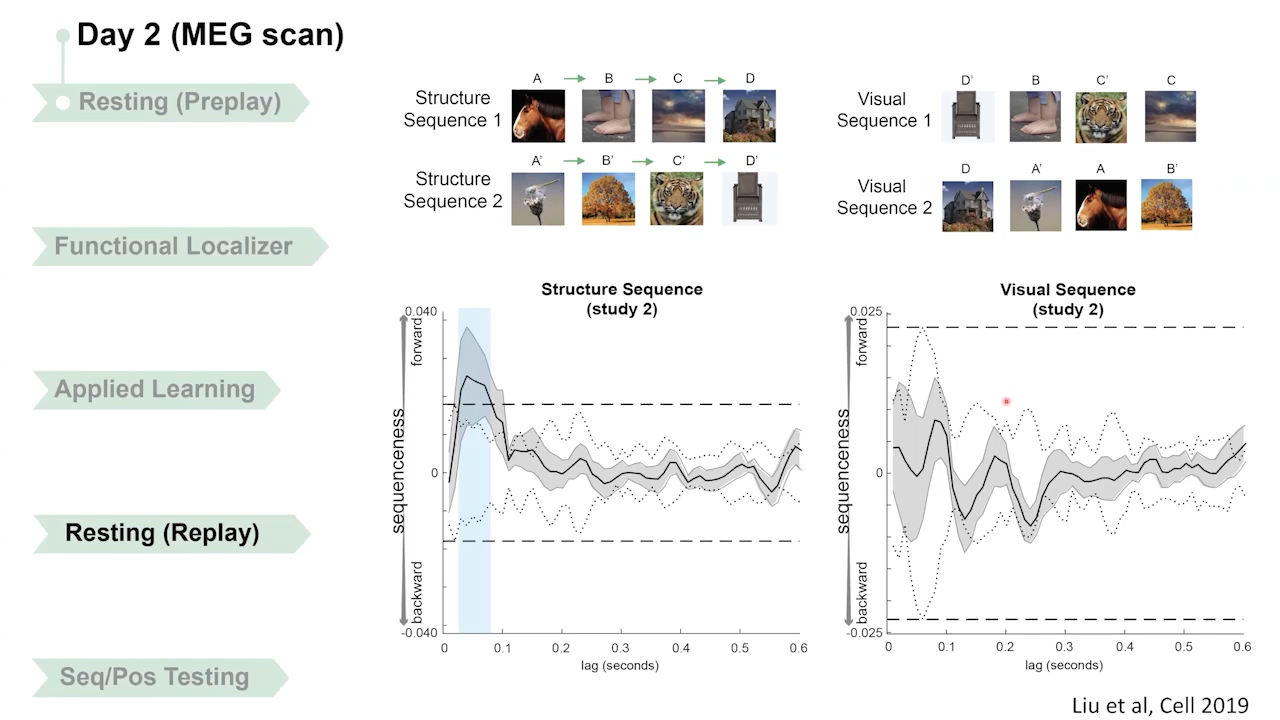 Day 2 (MEG scan)
Resting (Preplay)
Functional Localizer
Applied Learning
Resting (Replay)
Seq/Pos Testing
Structure
Sequence 1
A
B
C
D
Structure
Sequence 2
A'
B'
C'
D'
Visual
Sequence 1
D'
B
C'
C
Visual
Sequence 2
D
A'
A
B'
Structure Sequence
(study 2)
0.040
forward
sequenceness
0
backward
-0.040
0
0.1
0.2
0.3
0.4
0.5
0.6
lag (seconds)
Visual Sequence
(study 2)
0.025
forward
sequenceness
0
backward
-0.025
0
0.1
0.2
0.3
0.4
0.5
0.6
lag (seconds)
Liu et al, Cell 2019